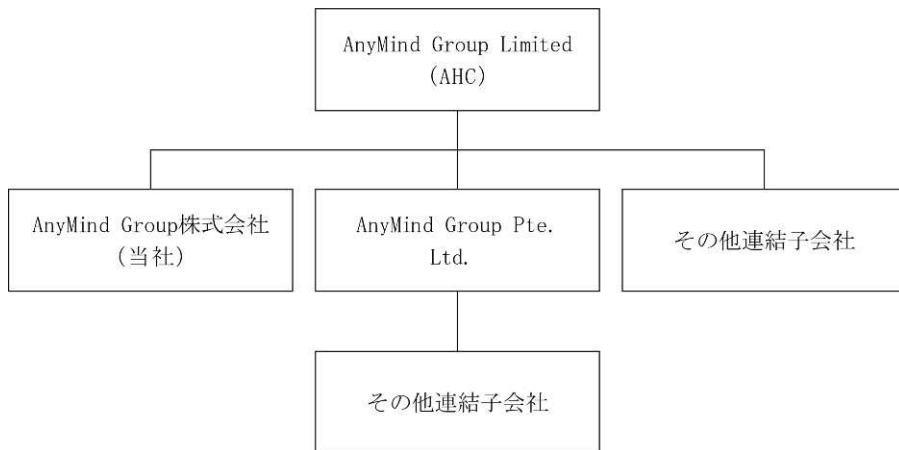 AnyMind Group Limited
(AHC)
AnyMind Group株式会社
(当社)
AnyMind Group Pte.
Ltd.
その他連結子会社
その他連結子会社